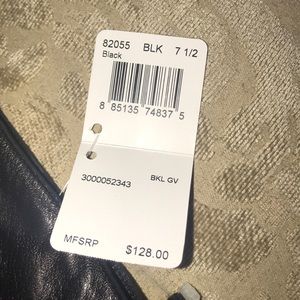 82055 BLK 7 1/2
Black
8 85135 74837 5
3000052343 BKL GV
MFSRP $128.00